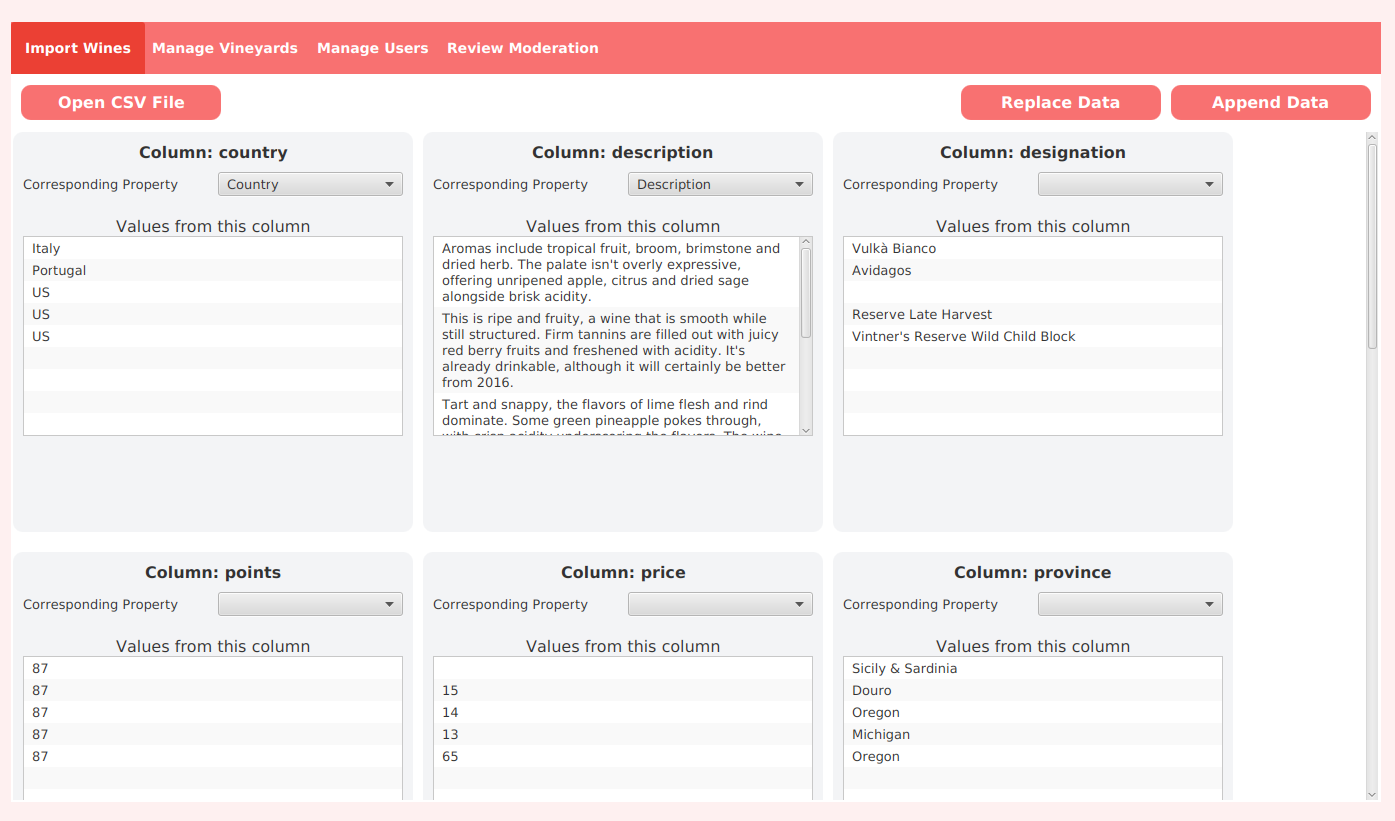 Import Wines Manage Vineyards Manage Users Review Moderation
Open CSV File Replace Data Append Data
Column: country
Corresponding Property Country
Values from this column
Italy
Portugal
US
US
US
Column: description
Corresponding Property Description
Values from this column
Aromas include tropical fruit, broom, brimstone and
dried herb. The palate isn't overly expressive,
offering unripened apple, citrus and dried sage
alongside brisk acidity.
This is ripe and fruity, a wine that is smooth while
still structured. Firm tannins are filled out with juicy
red berry fruits and freshened with acidity. It's
already drinkable, although it will certainly be better
from 2016.
Tart and snappy, the flavors of lime flesh and rind
dominate. Some green pineapple pokes through,
with crisp acidity underscoring the flavors. The wine
Column: designation
Corresponding Property
Values from this column
Vulkà Bianco
Avidagos
Reserve Late Harvest
Vintner's Reserve Wild Child Block
Column: points
Corresponding Property
Values from this column
87
87
87
87
87
Column: price
Corresponding Property
Values from this column
15
14
13
65
Column: province
Corresponding Property
Values from this column
Sicily & Sardinia
Douro
Oregon
Michigan
Oregon